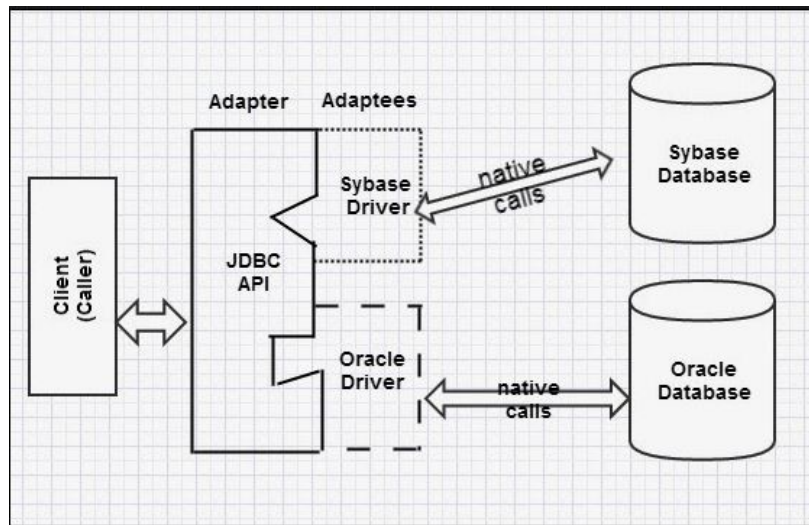 Adapter
Adaptees
Client
(Caller)
JDBC
API
Sybase
Driver
native
calls
Sybase
Database
Oracle
Driver
native
calls
Oracle
Database